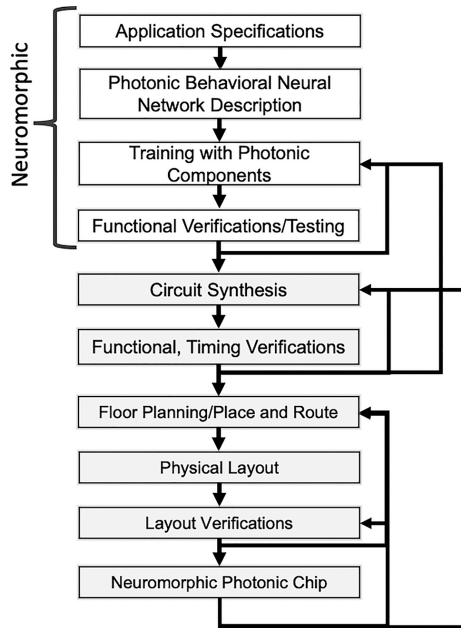 Neuromorphic
Application Specifications
Photonic Behavioral Neural
Network Description
Training with Photonic
Components
Functional Verifications/Testing
Circuit Synthesis
Functional, Timing Verifications
Floor Planning/Place and Route
Physical Layout
Layout Verifications
Neuromorphic Photonic Chip